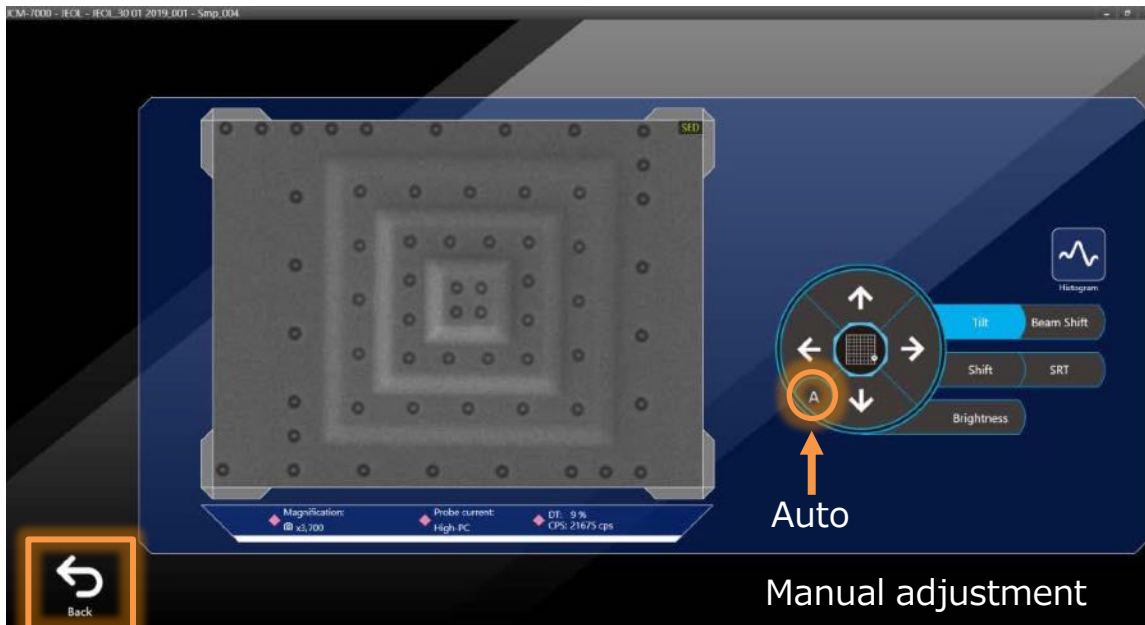 JCM-7000 - JEOL - JEOL_30 01 2019_001 - Smp_004
SED
Histogram
Tilt
Beam Shift
Shift
SRT
A
Brightness
Magnification:
x3,700
Probe current:
High-PC
DT: 9 %
CPS: 21675 cps
Auto
Back
Manual adjustment